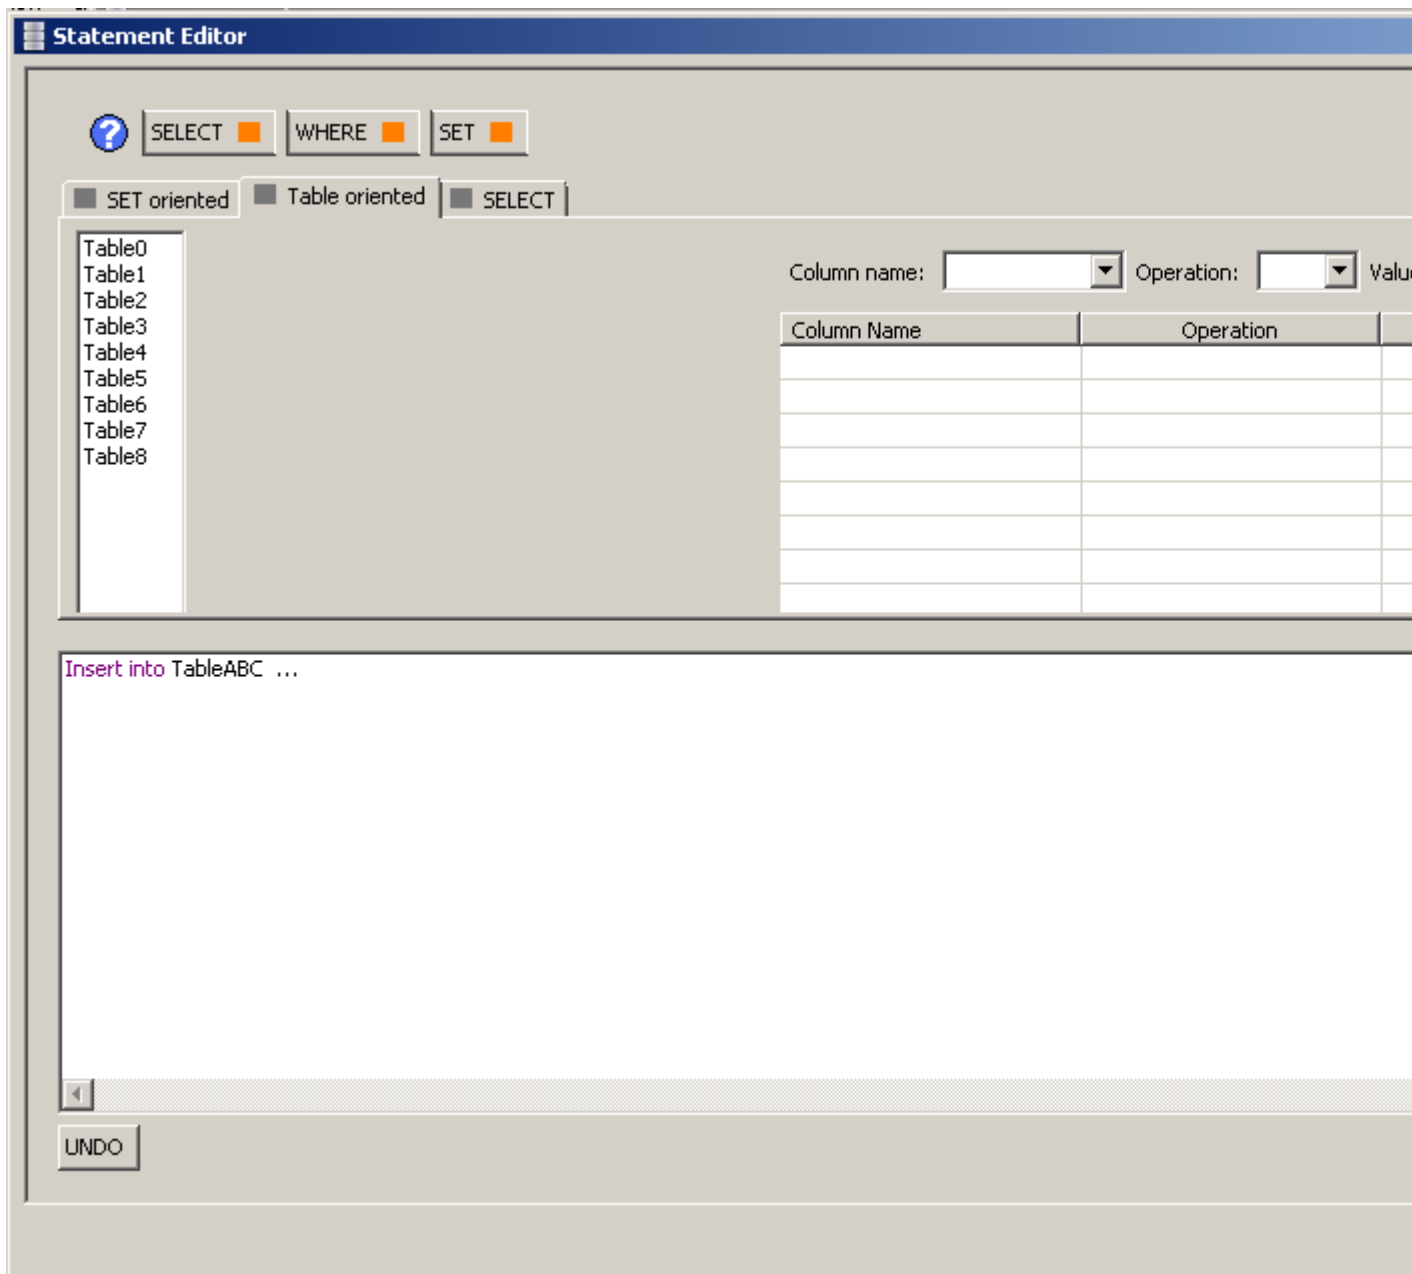 Statement Editor
SELECT WHERE SET
SET oriented Table oriented SELECT
Table0
Table1
Table2
Table3
Table4
Table5
Table6
Table7
Table8
Column name: Operation: Valu
Column Name Operation
Insert into TableABC ...
UNDO